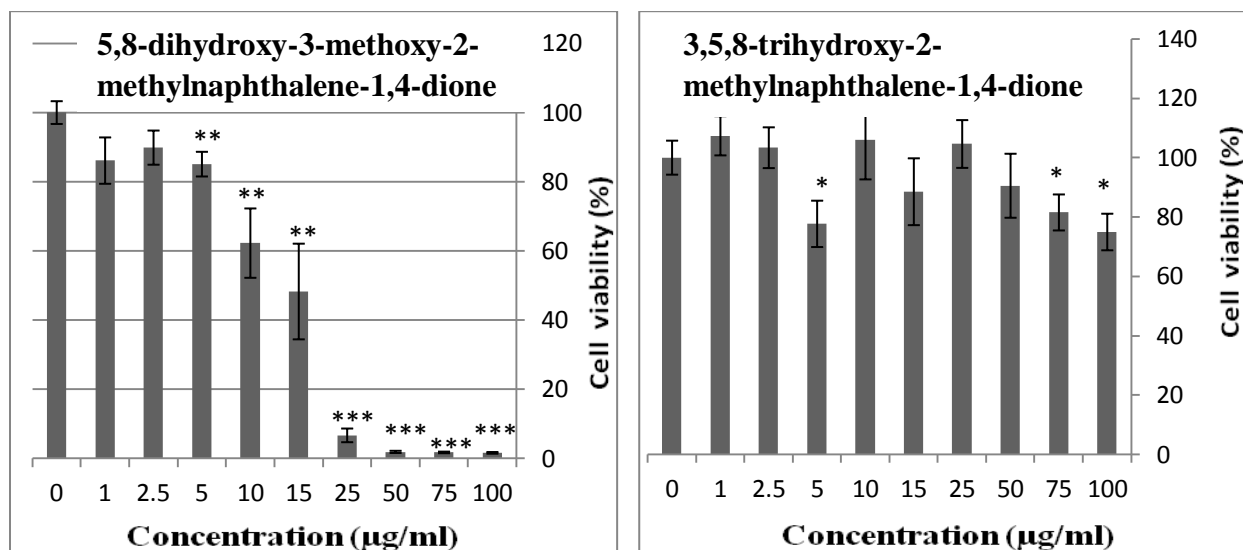 5,8-dihydroxy-3-methoxy-2-
methylnaphthalene-1,4-dione
120
100
80
60
40
20
0
Cell viability (%)
**
**
**
***
***
***
***
0 1 2.5 5 10 15 25 50 75 100
Concentration (µg/ml)
3,5,8-trihydroxy-2-
methylnaphthalene-1,4-dione
140
120
100
80
60
40
20
0
Cell viability (%)
*
*
*
0 1 2.5 5 10 15 25 50 75 100
Concentration (µg/ml)